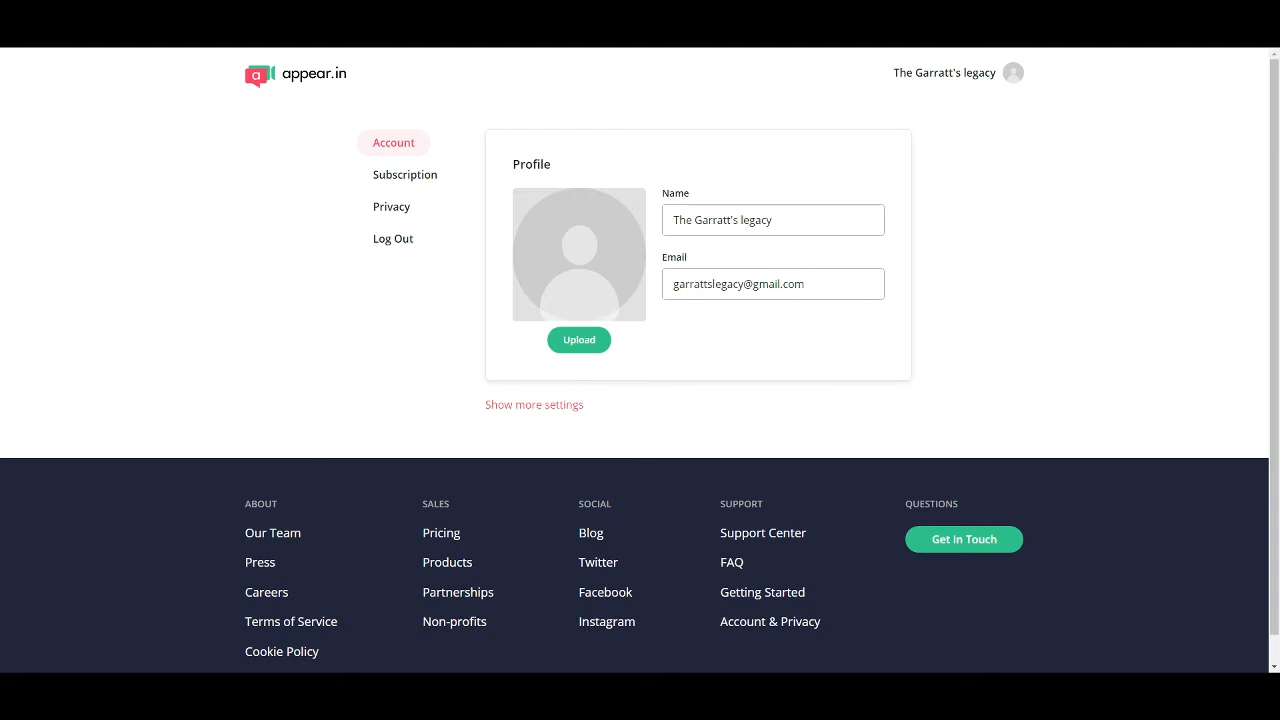 a appear.in
The Garratt's legacy
Account
Subscription
Privacy
Log Out
Profile
Name
The Garratt's legacy
Email
garrattslegacy@gmail.com
Upload
Show more settings
ABOUT
Our Team
Press
Careers
Terms of Service
Cookie Policy
SALES
Pricing
Products
Partnerships
Non-profits
SOCIAL
Blog
Twitter
Facebook
Instagram
SUPPORT
Support Center
FAQ
Getting Started
Account & Privacy
QUESTIONS
Get In Touch